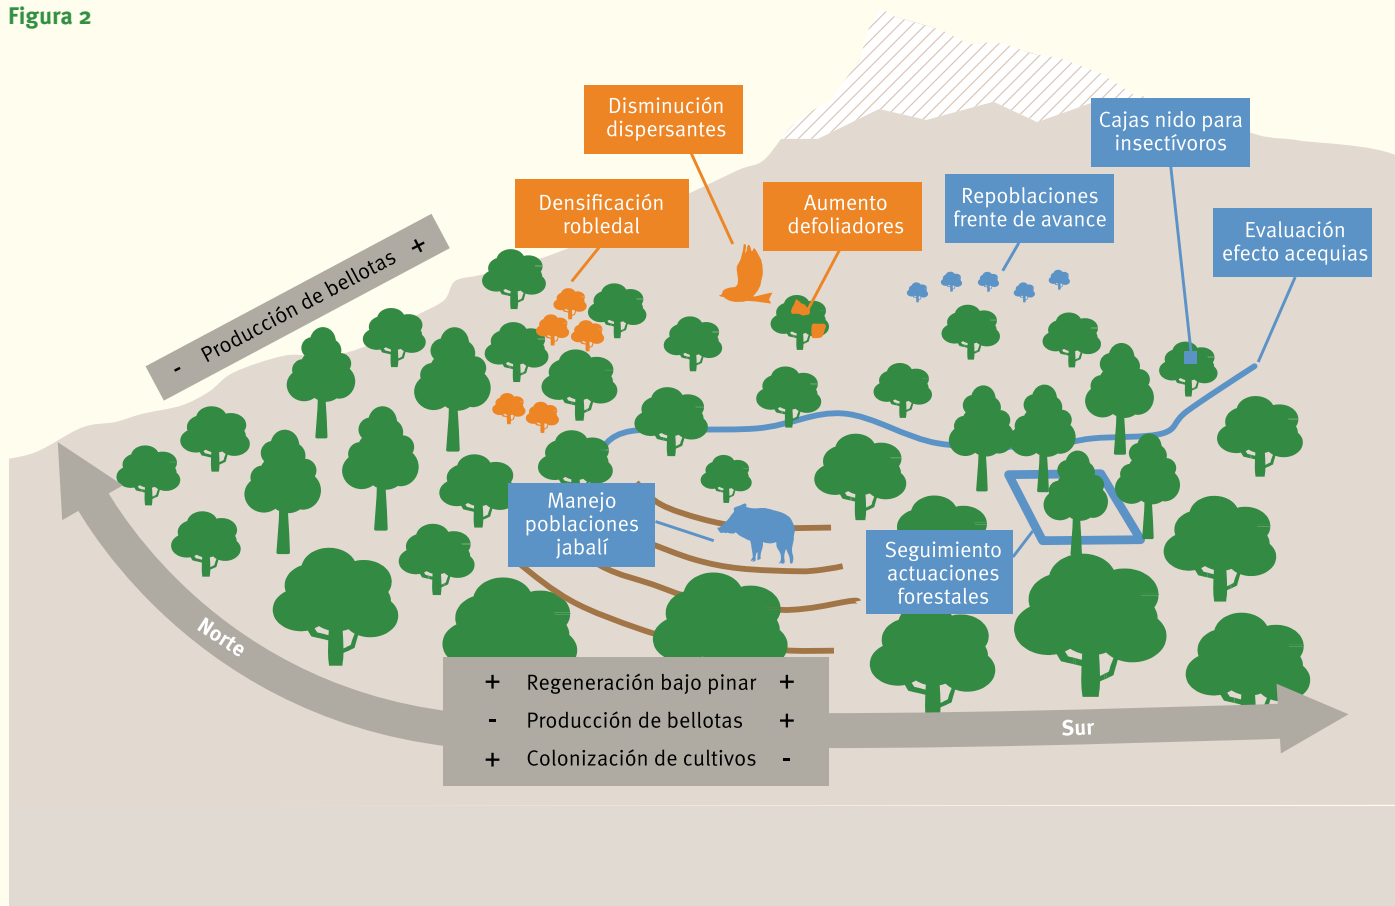 Figura 2
Disminución
dispersantes
Cajas nido para
insectívoros
Densificación
robledal
Aumento
defoliadores
Repoblaciones
frente de avance
Evaluación
efecto acequias
- Producción de bellotas +
Manejo
poblaciones
jabalí
Seguimiento
actuaciones
forestales
Norte
+ Regeneración bajo pinar +
- Producción de bellotas +
+ Colonización de cultivos -
Sur